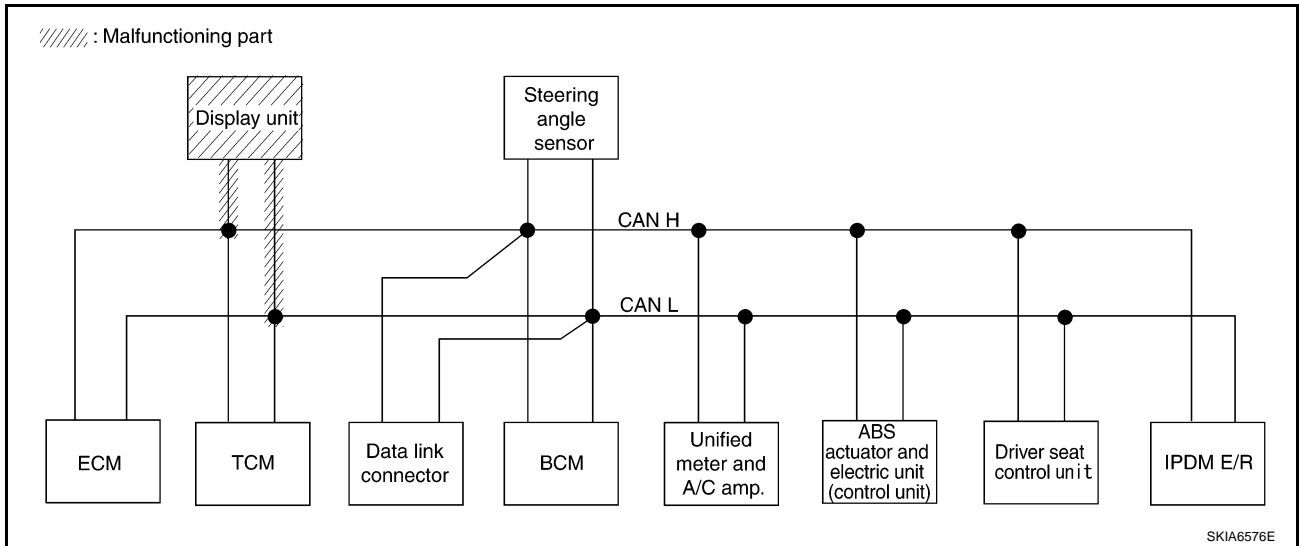 : Malfunctioning part
Display unit
Steering
angle
sensor
CAN H
CAN L
ECM
TCM
Data link
connector
BCM
Unified
meter and
A/C amp.
ABS
actuator and
electric unit
(control unit)
Driver seat
control unit
IPDM E/R
SKIA6576E